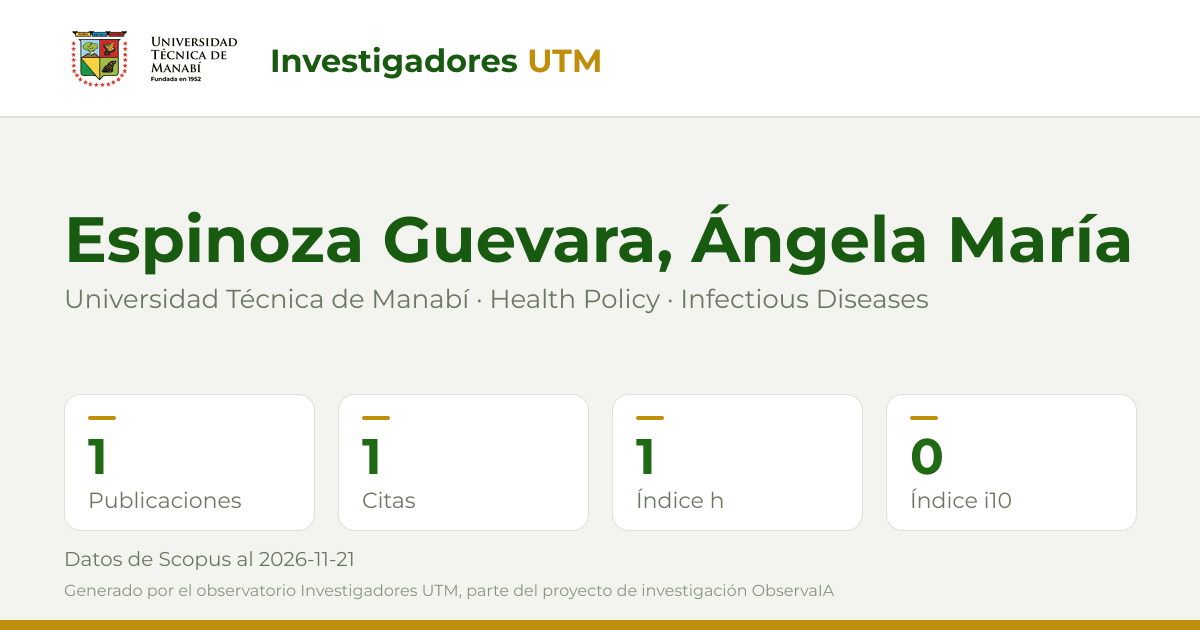 UNIVERSIDAD
TÉCNICA DE
MANABÍ
Fundada en 1952
Investigadores UTM
Espinoza Guevara, Ángela María
Universidad Técnica de Manabí · Health Policy · Infectious Diseases
1
Publicaciones
1
Citas
1
Índice h
0
Índice i10
Datos de Scopus al 2026-11-21
Generado por el observatorio Investigadores UTM, parte del proyecto de investigación ObservaIA